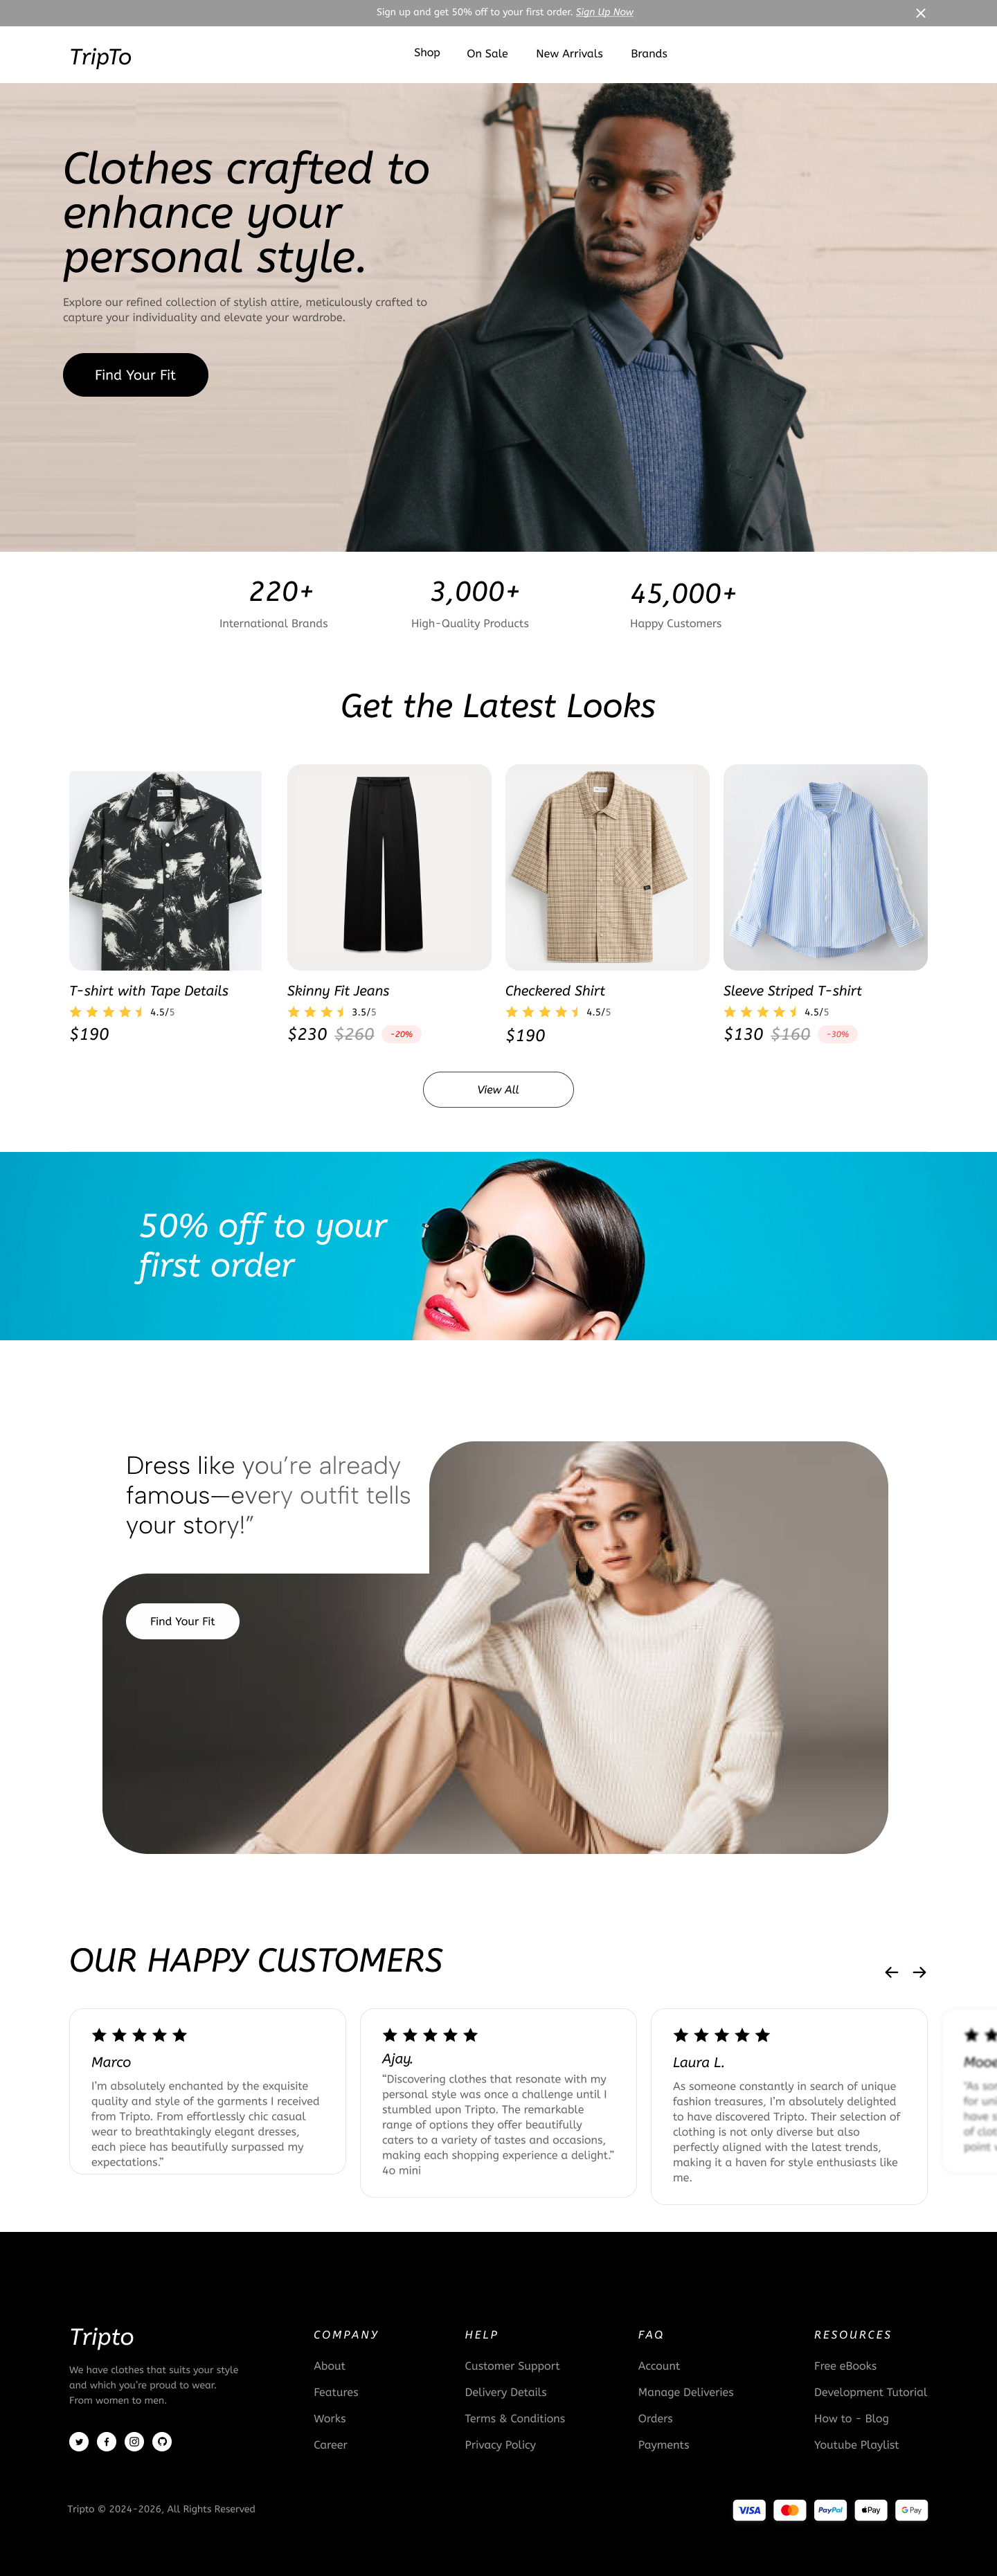 Sign up and get 50% off to your first order. Sign Up Now
TripTo
Shop
On Sale
New Arrivals
Brands
Clothes crafted to
enhance your
personal style.
Explore our refined collection of stylish attire, meticulously crafted to
capture your individuality and elevate your wardrobe.
Find Your Fit
220+
International Brands
3,000+
High-Quality Products
45,000+
Happy Customers
Get the Latest Looks
T-shirt with Tape Details
4.5/5
$190
Skinny Fit Jeans
3.5/5
$230 $260 -20%
Checkered Shirt
4.5/5
$190
Sleeve Striped T-shirt
4.5/5
$130 $160 -30%
View All
50% off to your
first order
Dress like you’re already
famous—every outfit tells
your story!”
Find Your Fit
OUR HAPPY CUSTOMERS
Marco
I’m absolutely enchanted by the exquisite
quality and style of the garments I received
from Tripto. From effortlessly chic casual
wear to breathtakingly elegant dresses,
each piece has beautifully surpassed my
expectations.”
Ajay.
“Discovering clothes that resonate with my
personal style was once a challenge until I
stumbled upon Tripto. The remarkable
range of options they offer beautifully
caters to a variety of tastes and occasions,
making each shopping experience a delight.”
4o mini
Laura L.
As someone constantly in search of unique
fashion treasures, I’m absolutely delighted
to have discovered Tripto. Their selection of
clothing is not only diverse but also
perfectly aligned with the latest trends,
making it a haven for style enthusiasts like
me.
Tripto
We have clothes that suits your style
and which you’re proud to wear.
From women to men.
COMPANY
About
Features
Works
Career
HELP
Customer Support
Delivery Details
Terms & Conditions
Privacy Policy
FAQ
Account
Manage Deliveries
Orders
Payments
RESOURCES
Free eBooks
Development Tutorial
How to - Blog
Youtube Playlist
Tripto © 2024-2026, All Rights Reserved
VISA
PayPal
Pay
G Pay